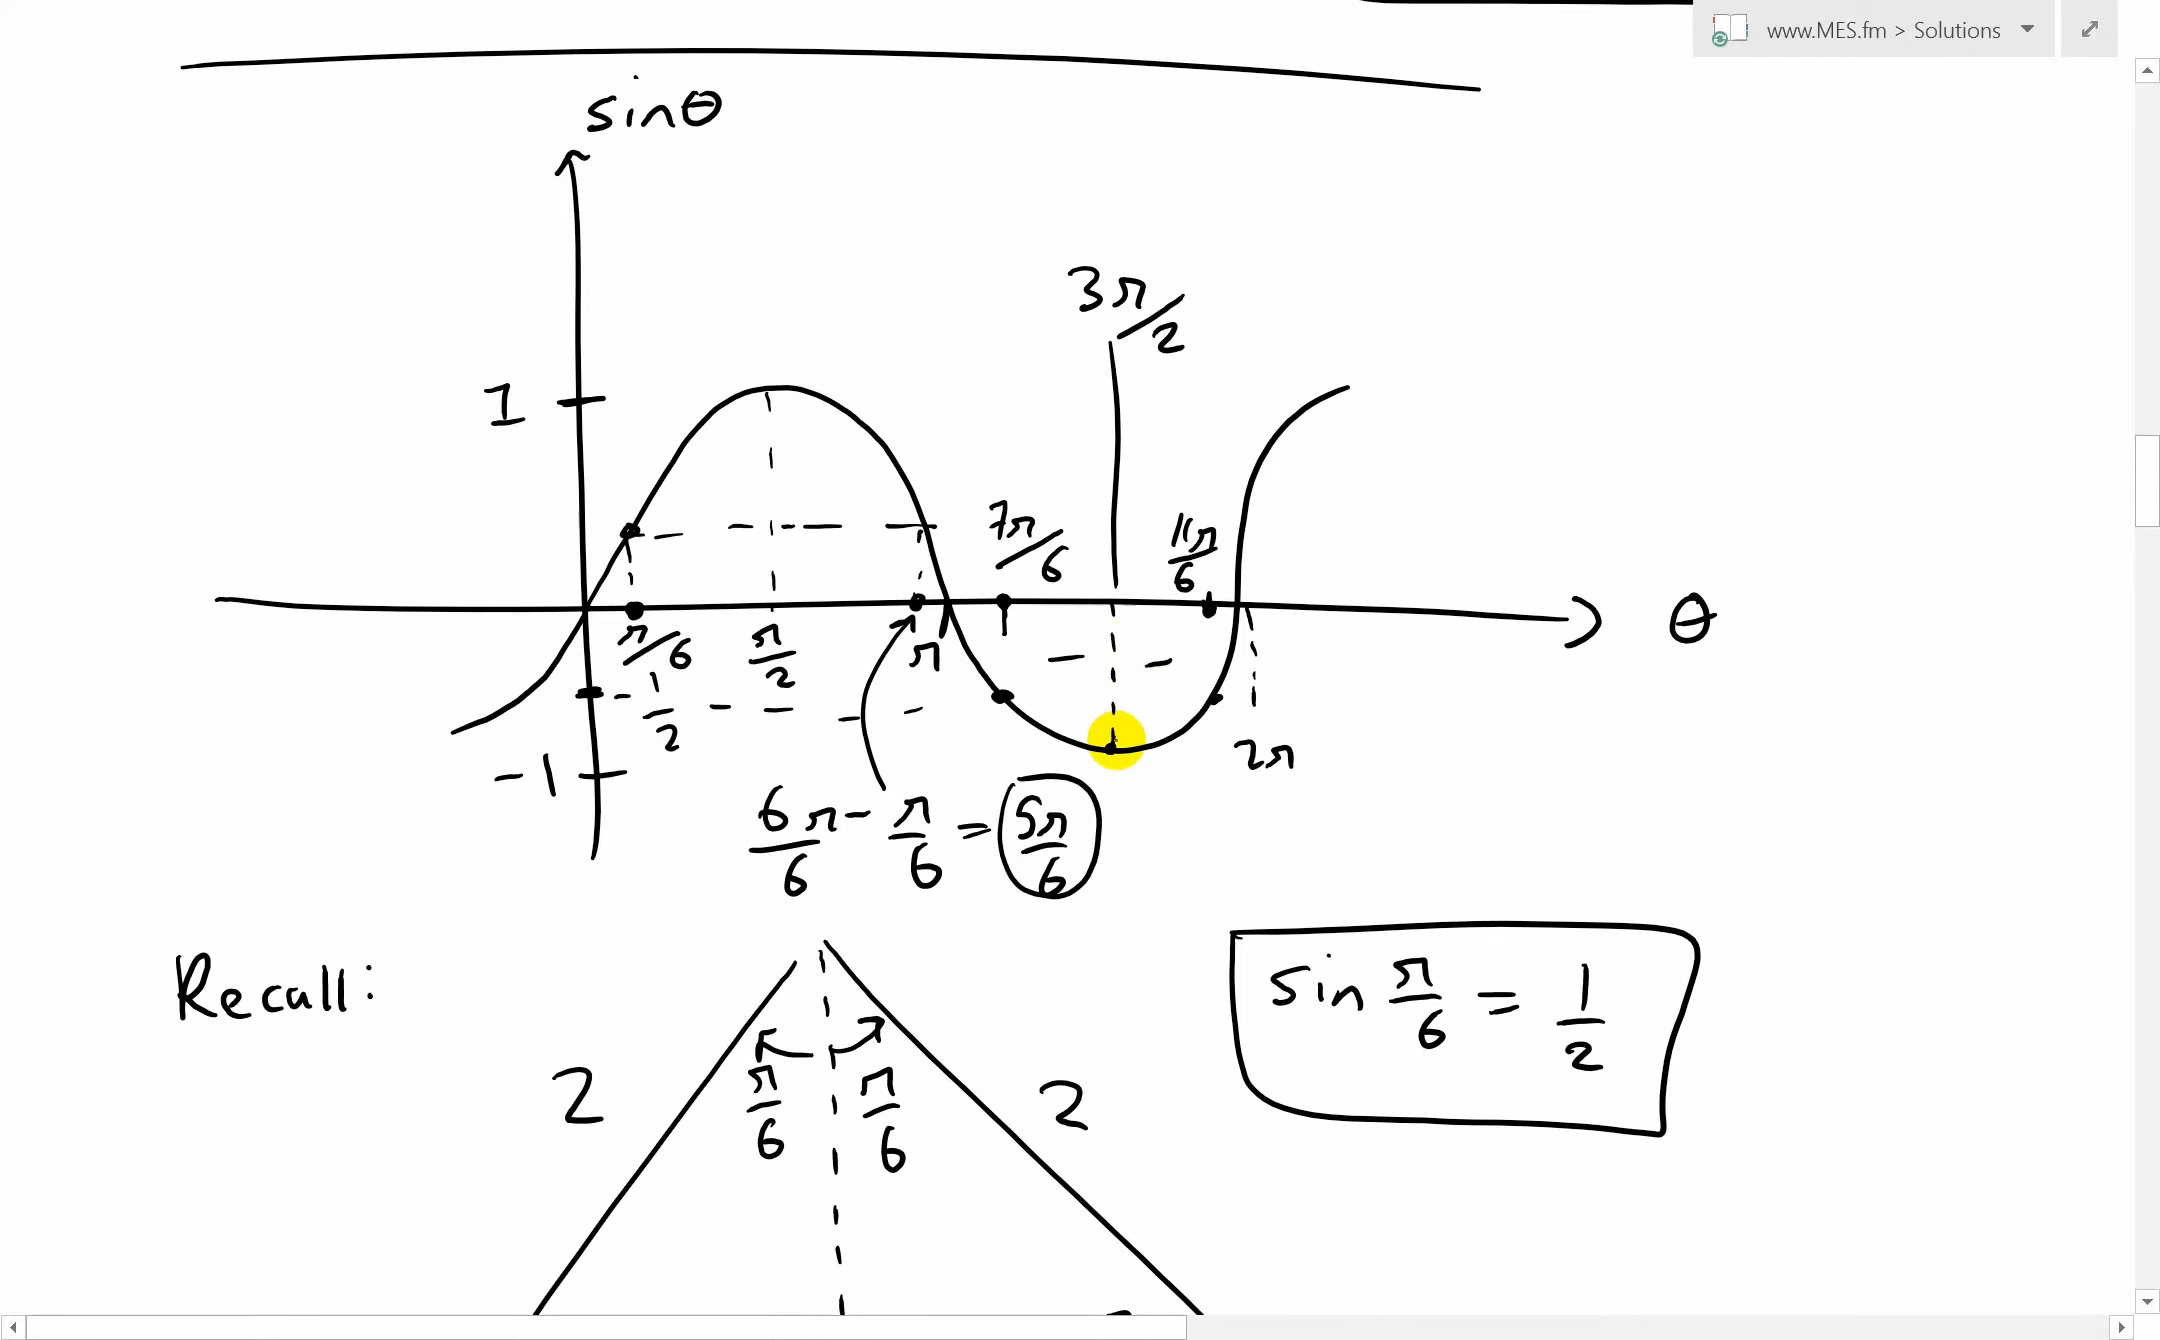 www.MES.fm > Solutions
sinθ
3π/2
1
7π/6
11π/6
θ
π/6
π/2
π
-1/2
-1
2π
6π/6 - π/6 = 5π/6
Recall:
sin π/6 = 1/2
2
2
π/6 π/6